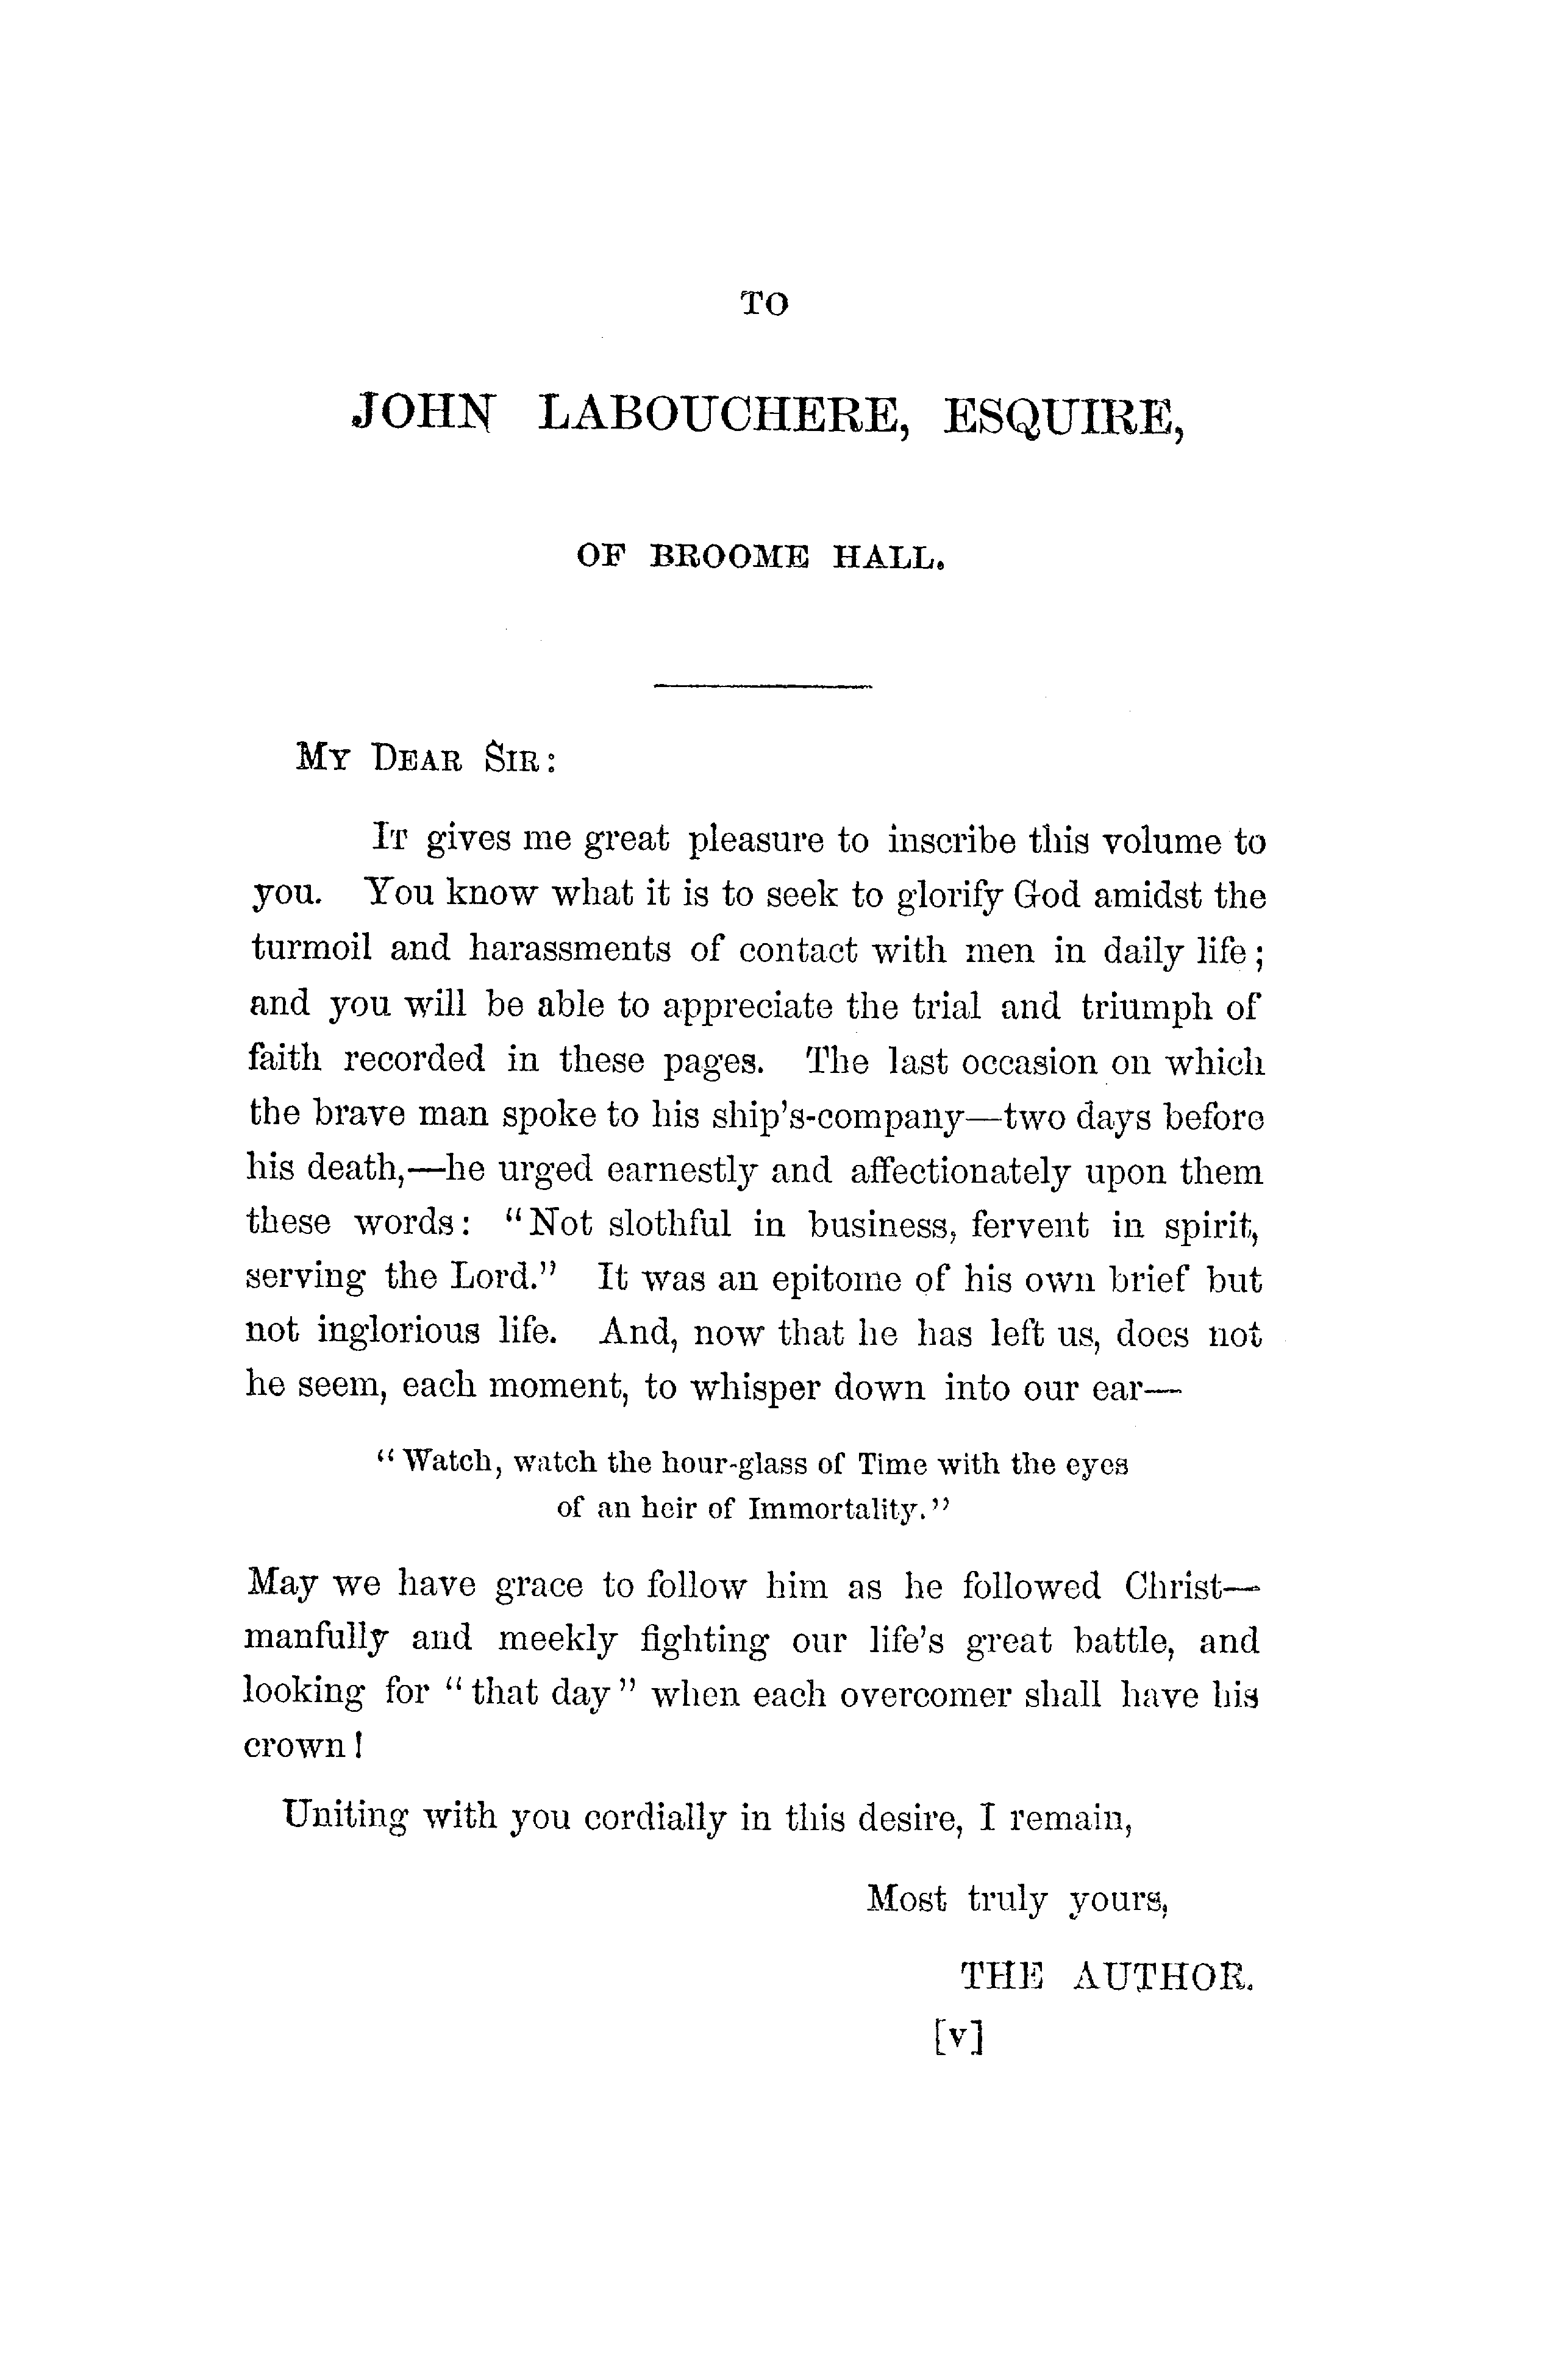 TO
JOHN LABOUCHERE, ESQUIRE,
OF BROOME HALL.
MY DEAR SIR:
IT gives me great pleasure to inscribe this volume to
you. You know what it is to seek to glorify God amidst the
turmoil and harassments of contact with men in daily life;
and you will be able to appreciate the trial and triumph of
faith recorded in these pages. The last occasion on which
the brave man spoke to his ship's-company—two days before
his death,—he urged earnestly and affectionately upon them
these words: "Not slothful in business, fervent in spirit,
serving the Lord." It was an epitome of his own brief but
not inglorious life. And, now that he has left us, does not
he seem, each moment, to whisper down into our ear—
"Watch, watch the hour-glass of Time with the eyes
of an heir of Immortality."
May we have grace to follow him as he followed Christ—
manfully and meekly fighting our life's great battle, and
looking for "that day" when each overcomer shall have his
crown!
Uniting with you cordially in this desire, I remain,
Most truly yours,
THE AUTHOR.
[v]